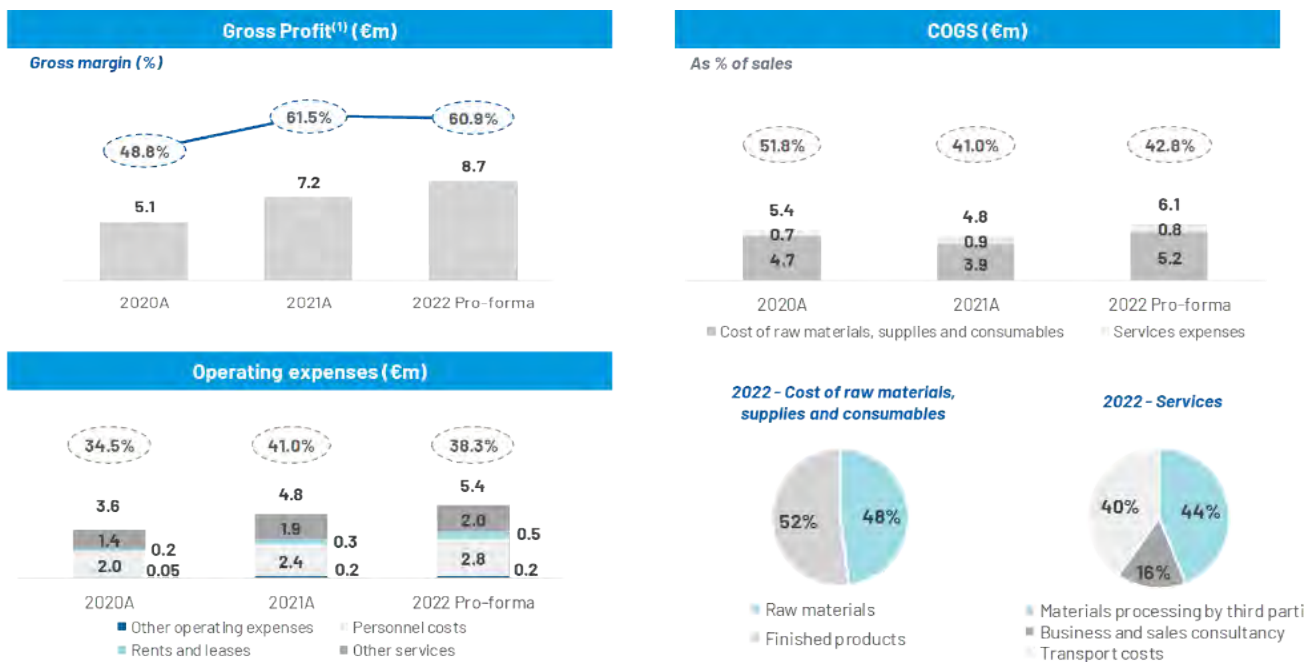 Gross Profit(1) (€m)
Gross margin (%)
48.8%
61.5%
60.9%
5.1
7.2
8.7
2020A
2021A
2022 Pro-forma
COGS (€m)
As % of sales
51.8%
41.0%
42.8%
5.4
4.8
6.1
0.7
0.9
0.8
4.7
3.9
5.2
2020A
2021A
2022 Pro-forma
Cost of raw materials, supplies and consumables
Services expenses
Operating expenses (€m)
34.5%
41.0%
38.3%
3.6
4.8
5.4
1.4
1.9
2.0
0.2
0.3
0.5
2.0
2.4
2.8
0.05
0.2
0.2
2020A
2021A
2022 Pro-forma
Other operating expenses
Personnel costs
Rents and leases
Other services
2022 - Cost of raw materials,
supplies and consumables
52%
48%
Raw materials
Finished products
2022 - Services
40%
44%
16%
Materials processing by third parti
Business and sales consultancy
Transport costs